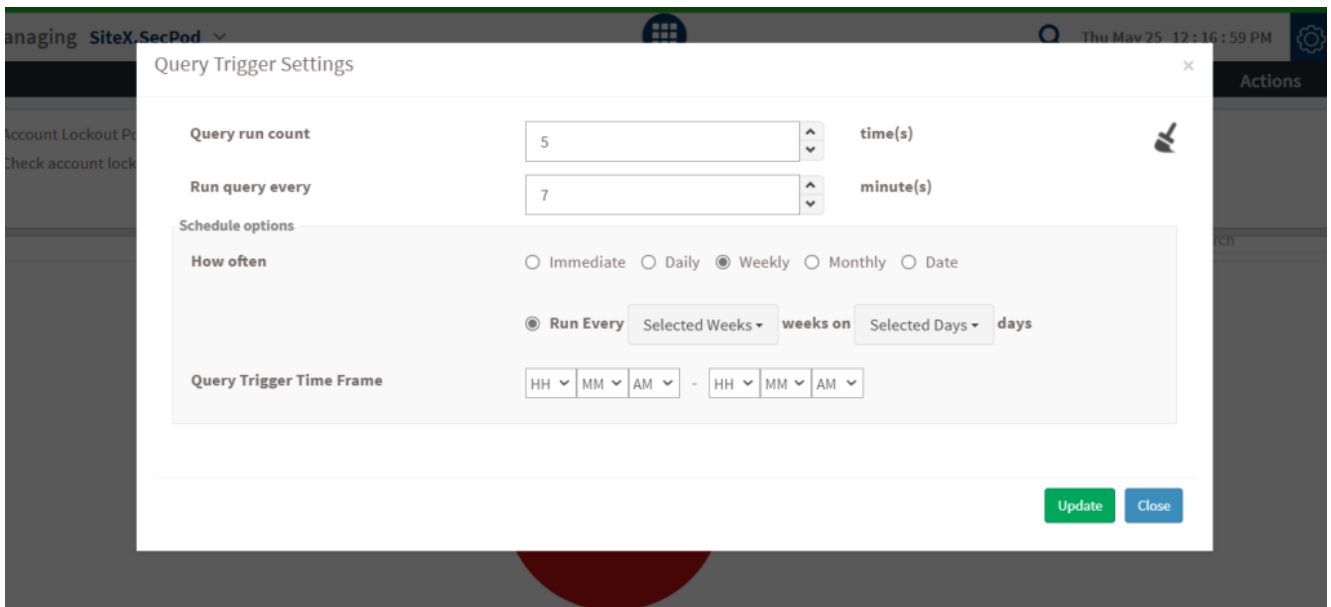 anaging SiteX.SecPod
Thu May 25 12 : 16 : 59 PM
Query Trigger Settings
×
Actions
Account Lockout Po
Check account lock
Query run count 5 time(s)
Run query every 7 minute(s)
Schedule options
rch
How often Immediate Daily Weekly Monthly Date
Run Every Selected Weeks weeks on Selected Days days
Query Trigger Time Frame HH MM AM - HH MM AM
Update Close